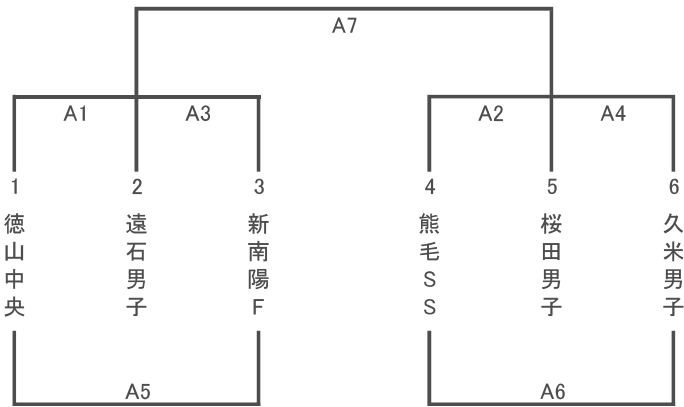 A7
A1 A3 A2 A4
1 2 3 4 5 6
徳山中央
遠石男子
新南陽F
熊毛SS
桜田男子
久米男子
A5 A6